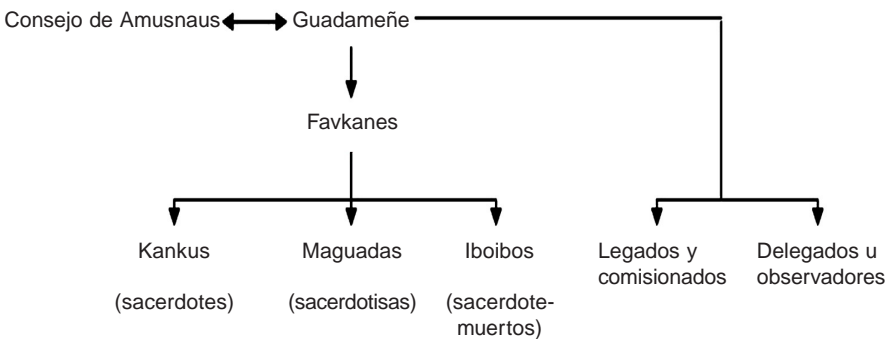 Consejo de Amusnaus Guadameñe
Favkanes
Kankus Maguadas Iboibos Legados y Delegados u
comisionados observadores
(sacerdotes) (sacerdotisas) (sacerdote-
muertos)